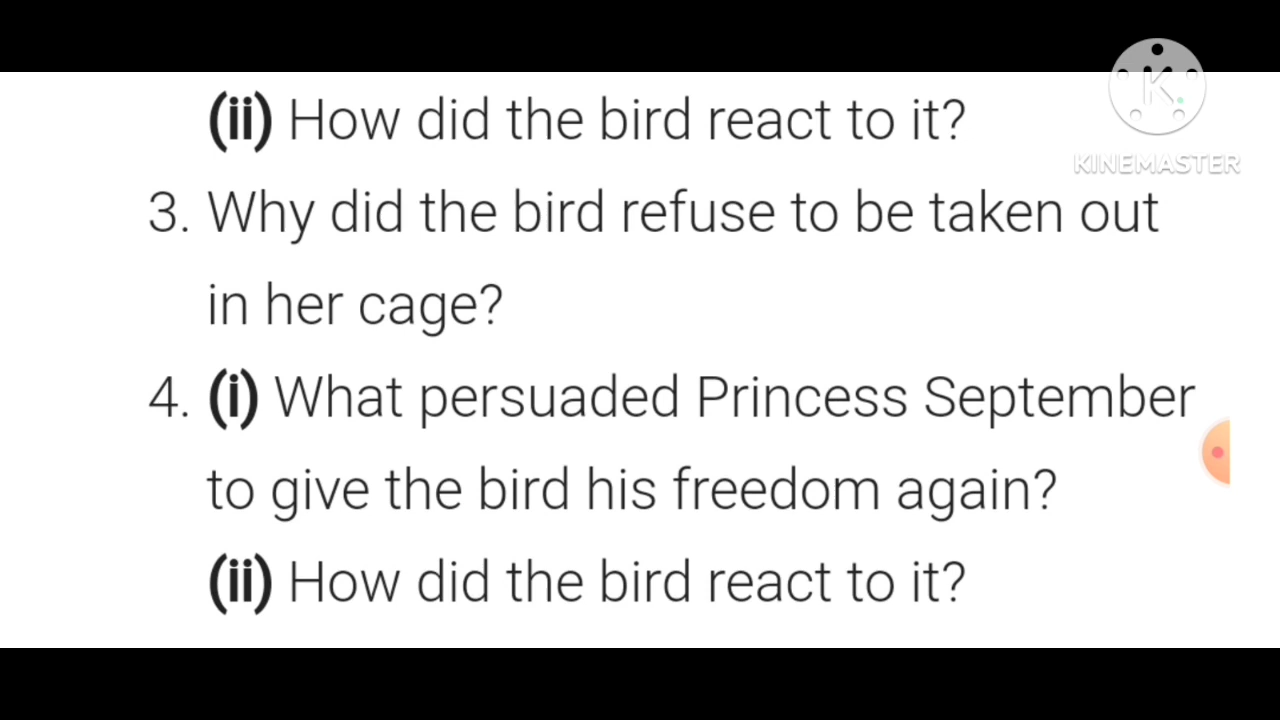 (ii) How did the bird react to it?
KINEMASTER
3. Why did the bird refuse to be taken out
in her cage?
4. (i) What persuaded Princess September
to give the bird his freedom again?
(ii) How did the bird react to it?